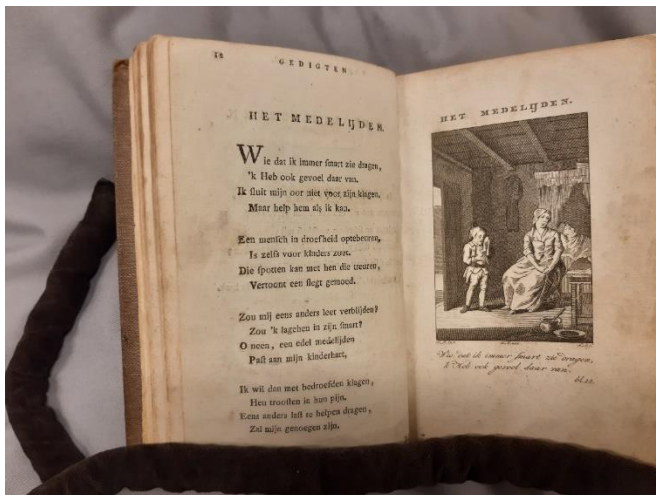 12
GEDIGTEN
HET MEDELIJDEN.
Wie dat ik immer ſmart zie dragen,
'k Heb ook gevoel daar van.
Ik ſluit mijn oor niet voor zijn klagen,
Maar help hem als ik kan.
Een menſch in droefheid optebeuren,
Is zelfs voor kinders zoet.
Die ſpotten kan met hen die treuren,
Vertoont een ſlegt gemoed.
Zou mij eens anders leet verblijden?
Zou 'k lagchen in zijn ſmart?
O neen, een edel medelijden
Paſt aan mijn kinderhart,
Ik wil dan met bedroefden klagen,
Hen trooſten in hun pijn.
Eens anders laſt te helpen dragen,
Zal mijn genoegen zijn.
HET MEDELIJDEN.
Wie dat ik immer ſmart zie dragen,
'k Heb ook gevoel daar van.
bl.12.